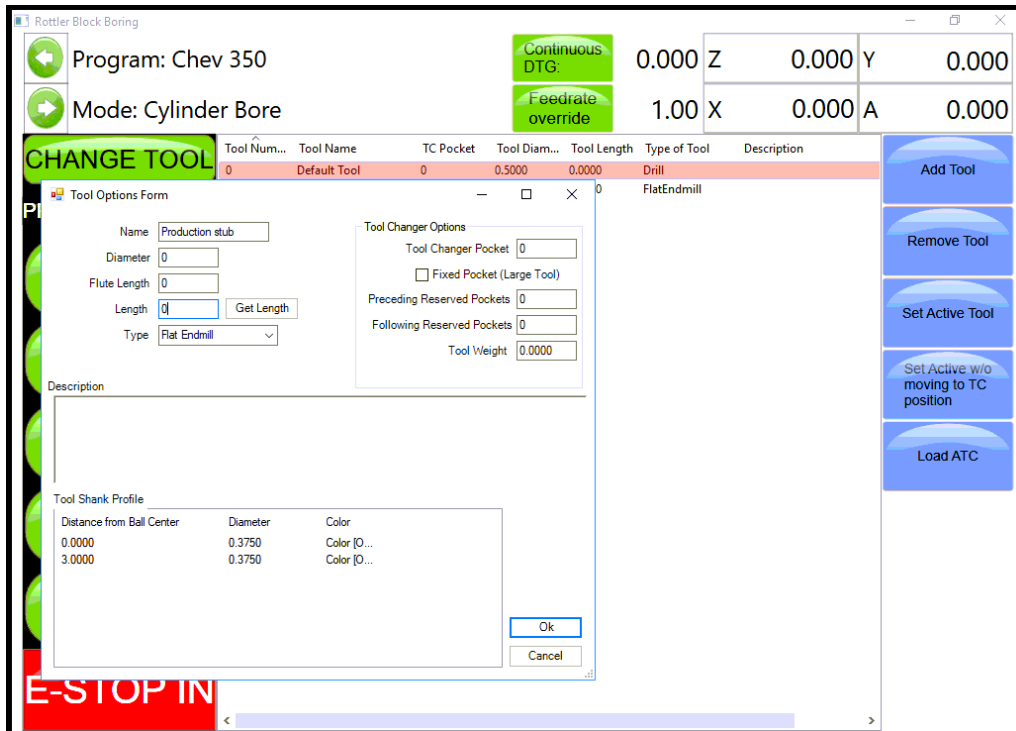 Rottler Block Boring
Program: Chev 350
Continuous DTG:
0.000 Z 0.000 Y 0.000
Mode: Cylinder Bore
Feedrate override
1.00 X 0.000 A 0.000
CHANGE TOOL
Tool Num... Tool Name TC Pocket Tool Diam... Tool Length Type of Tool Description
0 Default Tool 0 0.5000 0.0000 Drill
0 FlatEndmill
Add Tool
Remove Tool
Set Active Tool
Set Active w/o
moving to TC
position
Load ATC
Tool Options Form
Name Production stub
Diameter 0
Flute Length 0
Length 0 Get Length
Type Flat Endmill
Tool Changer Options
Tool Changer Pocket 0
Fixed Pocket (Large Tool)
Preceding Reserved Pockets 0
Following Reserved Pockets 0
Tool Weight 0.0000
Description
Tool Shank Profile
Distance from Ball Center Diameter Color
0.0000 0.3750 Color [O...
3.0000 0.3750 Color [O...
Ok
Cancel
E-STOP IN